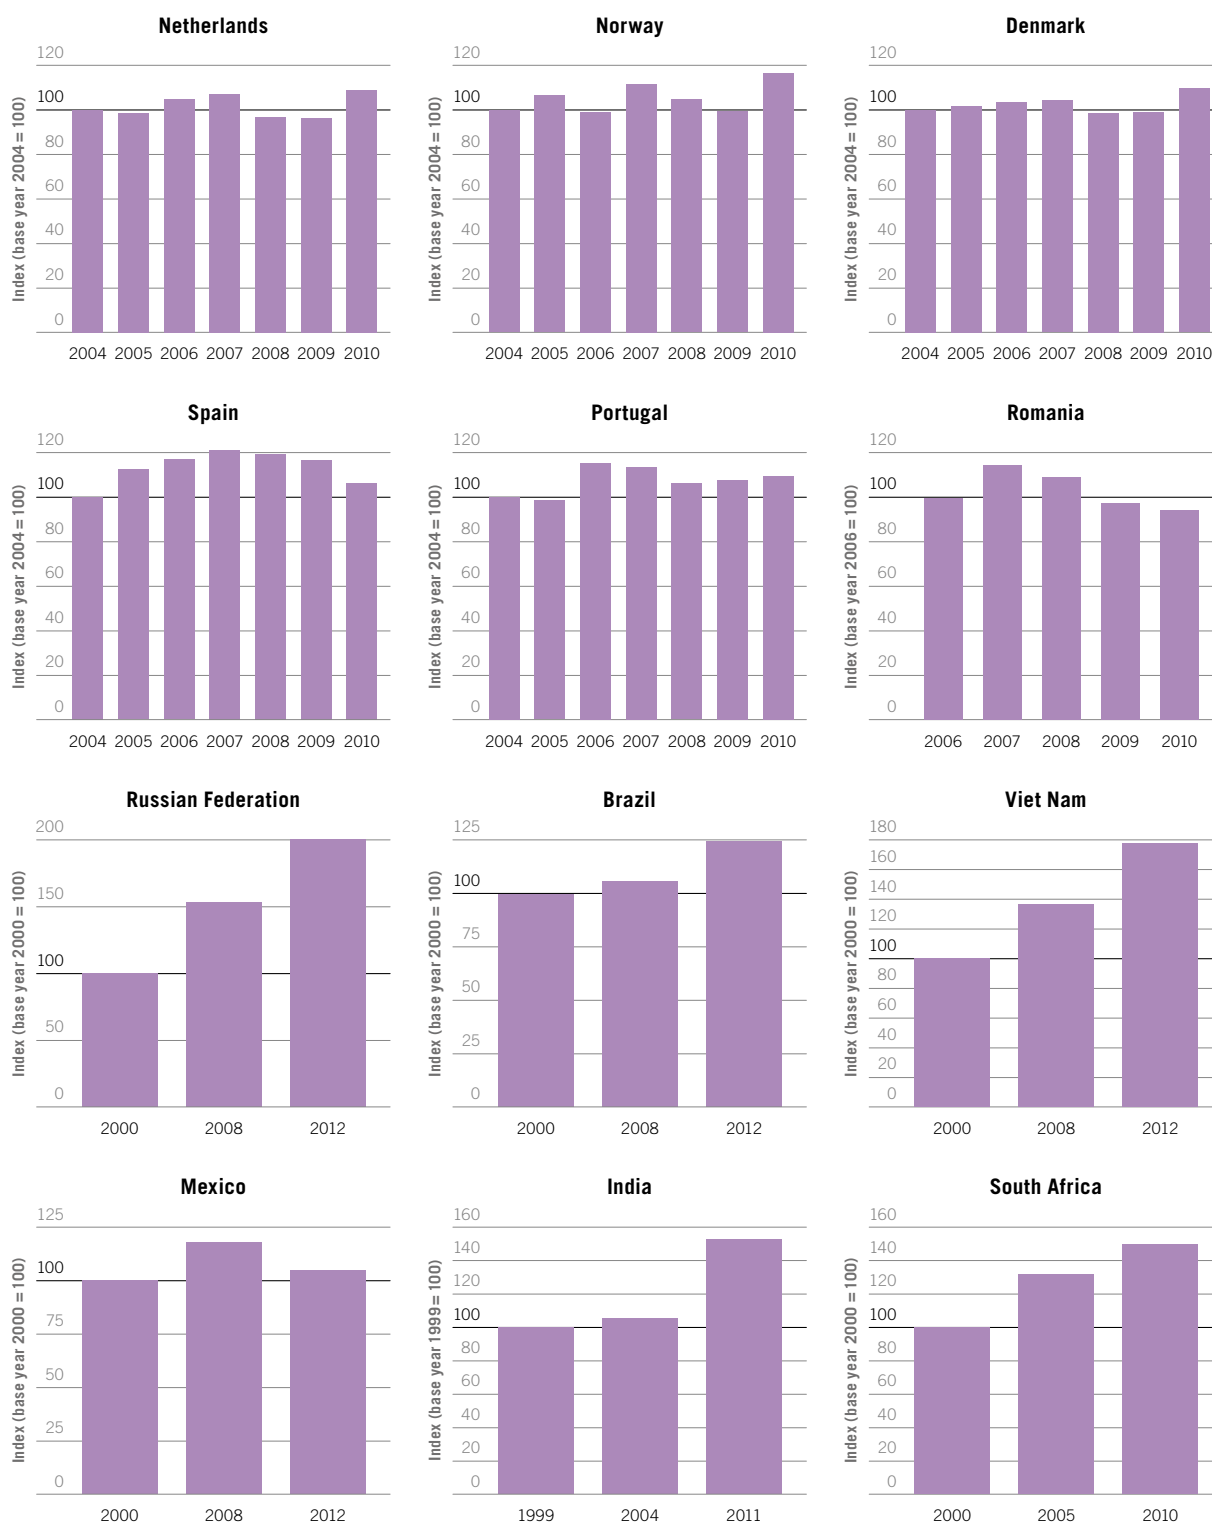 Netherlands
120
100
80
60
40
20
0
Index (base year 2004 = 100)
2004 2005 2006 2007 2008 2009 2010
Norway
120
100
80
60
40
20
0
Index (base year 2004 = 100)
2004 2005 2006 2007 2008 2009 2010
Denmark
120
100
80
60
40
20
0
Index (base year 2004 = 100)
2004 2005 2006 2007 2008 2009 2010
Spain
120
100
80
60
40
20
0
Index (base year 2004 = 100)
2004 2005 2006 2007 2008 2009 2010
Portugal
120
100
80
60
40
20
0
Index (base year 2004 = 100)
2004 2005 2006 2007 2008 2009 2010
Romania
120
100
80
60
40
20
0
Index (base year 2006 = 100)
2006 2007 2008 2009 2010
Russian Federation
200
150
100
50
0
Index (base year 2000 = 100)
2000 2008 2012
Brazil
125
100
75
50
25
0
Index (base year 2000 = 100)
2000 2008 2012
Viet Nam
180
160
140
120
100
80
60
40
20
0
Index (base year 2000 = 100)
2000 2008 2012
Mexico
125
100
75
50
25
0
Index (base year 2000 = 100)
2000 2008 2012
India
160
140
120
100
80
60
40
20
0
Index (base year 1999= 100)
1999 2004 2011
South Africa
160
140
120
100
80
60
40
20
0
Index (base year 2000 = 100)
2000 2005 2010